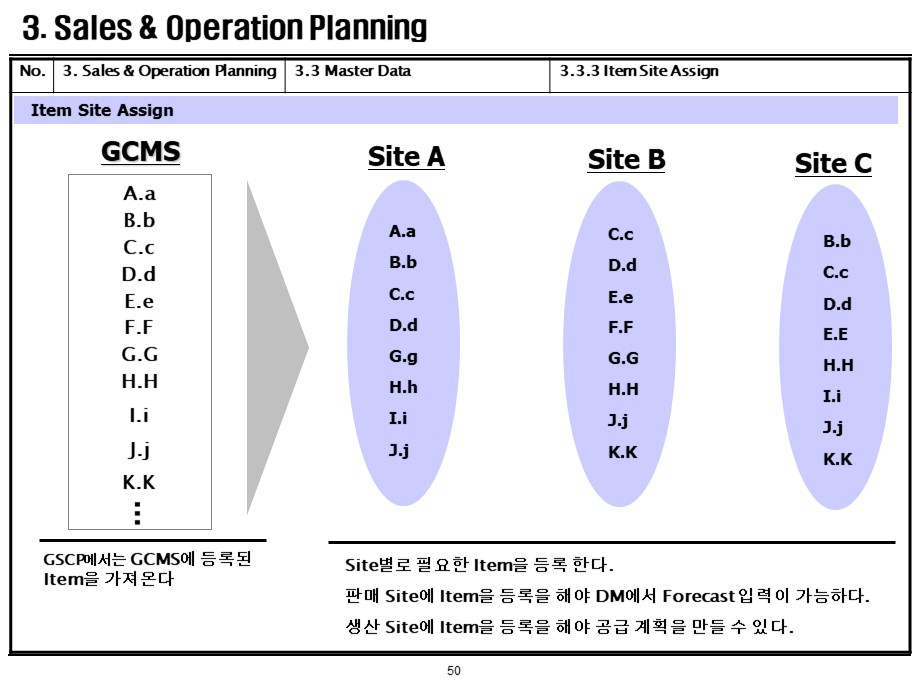 3. Sales & Operation Planning
No. 3. Sales & Operation Planning 3.3 Master Data 3.3.3 Item Site Assign
Item Site Assign
GCMS
A.a
B.b
C.c
D.d
E.e
F.F
G.G
H.H
I.i
J.j
K.K
⋮
GSCP에서는 GCMS에 등록된
Item을 가져온다
Site A
A.a
B.b
C.c
D.d
G.g
H.h
I.i
J.j
Site B
C.c
D.d
E.e
F.F
G.G
H.H
J.j
K.K
Site C
B.b
C.c
D.d
E.E
H.H
I.i
J.j
K.K
Site별로 필요한 Item을 등록 한다.
판매 Site에 Item을 등록을 해야 DM에서 Forecast 입력이 가능하다.
생산 Site에 Item을 등록을 해야 공급 계획을 만들 수 있다.
50